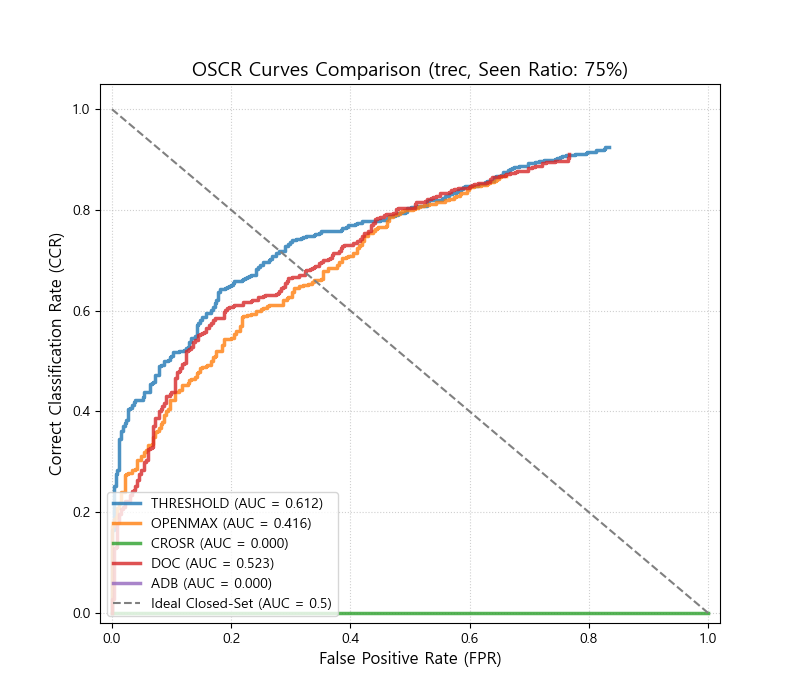 OSCR Curves Comparison (trec, Seen Ratio: 75%)
Correct Classification Rate (CCR)
1.0
0.8
0.6
0.4
0.2
0.0
THRESHOLD (AUC = 0.612)
OPENMAX (AUC = 0.416)
CROSR (AUC = 0.000)
DOC (AUC = 0.523)
ADB (AUC = 0.000)
Ideal Closed-Set (AUC = 0.5)
0.0 0.2 0.4 0.6 0.8 1.0
False Positive Rate (FPR)